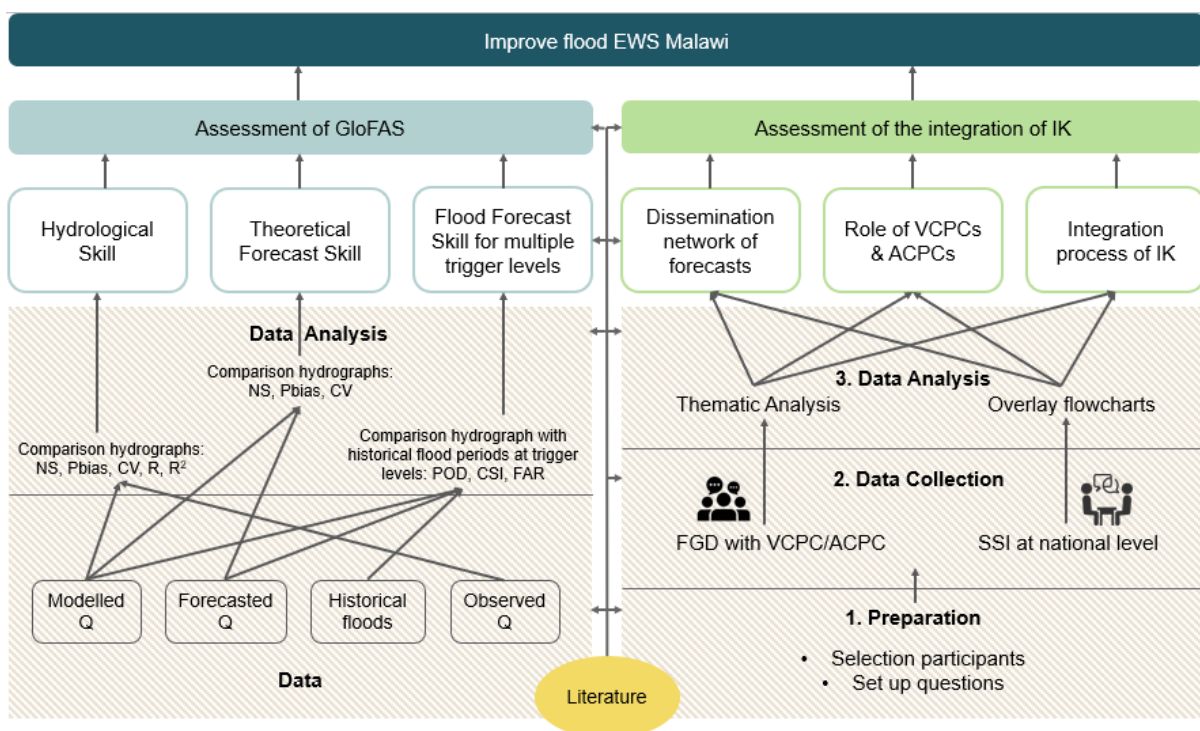 Improve flood EWS Malawi
Assessment of GloFAS
Assessment of the integration of IK
Hydrological
Skill
Theoretical
Forecast Skill
Flood Forecast
Skill for multiple
trigger levels
Dissemination
network of
forecasts
Role of VCPCs
& ACPCs
Integration
process of IK
Data Analysis
Comparison hydrographs:
NS, Pbias, CV
Comparison hydrographs:
NS, Pbias, CV, R, R²
Comparison hydrograph with
historical flood periods at trigger
levels: POD, CSI, FAR
Modelled
Q
Forecasted
Q
Historical
floods
Observed
Q
Data
3. Data Analysis
Thematic Analysis
Overlay flowcharts
2. Data Collection
FGD with VCPC/ACPC
SSI at national level
1. Preparation
• Selection participants
• Set up questions
Literature